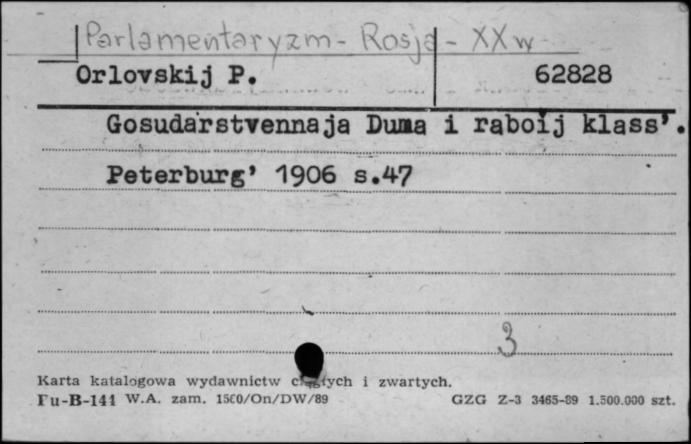 Parlamentaryzm - Rosja - XX w
Orlovskij P. 62828
Gosudarstvennaja Duma i raboij klass'.
Peterburg' 1906 s.47
3
Karta katalogowa wydawnictw ciągłych i zwartych.
Pu-B-141 W.A. zam. 1500/On/DW/89 GZG Z-3 3465-89 1.500.000 szt.